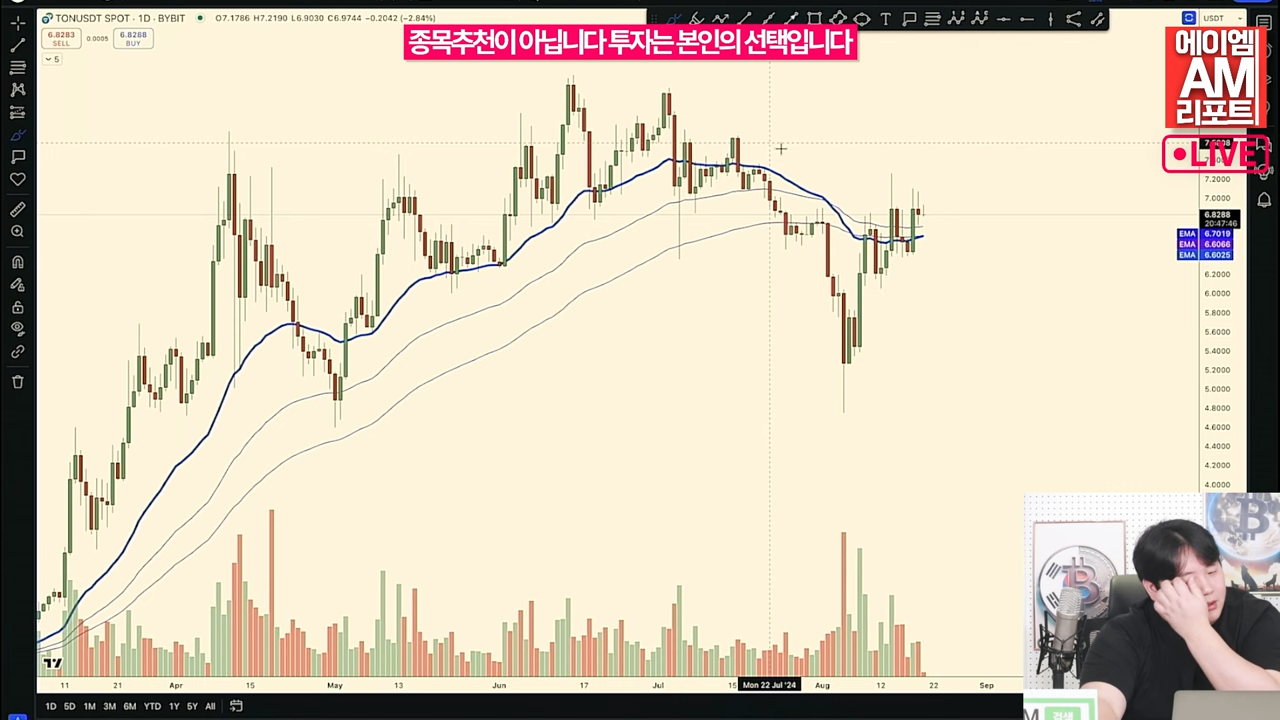 TONUSDT SPOT · 1D · BYBIT
O7.1786 H7.2190 L6.9030 C6.9744 −0.2042 (−2.84%)
6.8283
SELL
0.0005
6.8288
BUY
5
종목추천이 아닙니다 투자는 본인의 선택입니다
USDT
에이엠
AM
리포트
LIVE
7.2000
7.0000
6.8288
20:47:46
EMA 6.7019
EMA 6.6066
EMA 6.6025
6.2000
6.0000
5.8000
5.6000
5.4000
5.2000
5.0000
4.8000
4.6000
4.4000
4.2000
4.0000
11 21 Apr 15 May 13 Jun 17 Jul 15 Mon 22 Jul '24 Aug 12 22 Sep
1D 5D 1M 3M 6M YTD 1Y 5Y All
M 검색